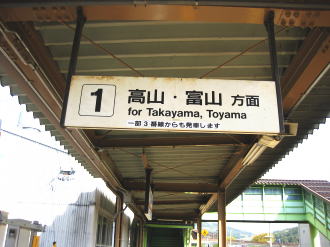 1 高山・富山 方面
for Takayama, Toyama
一部3番線からも発車します